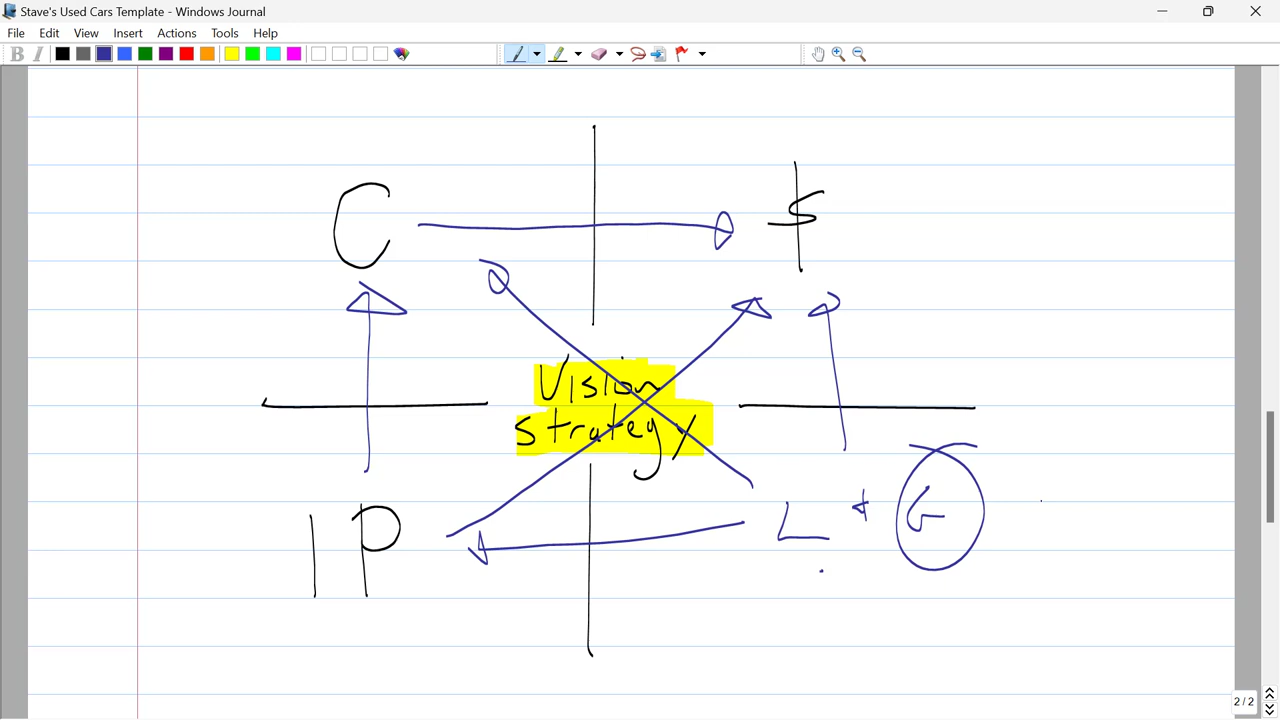 Stave's Used Cars Template - Windows Journal
File Edit View Insert Actions Tools Help
B I
C $
Vision
strategy
IP L + G
2/2